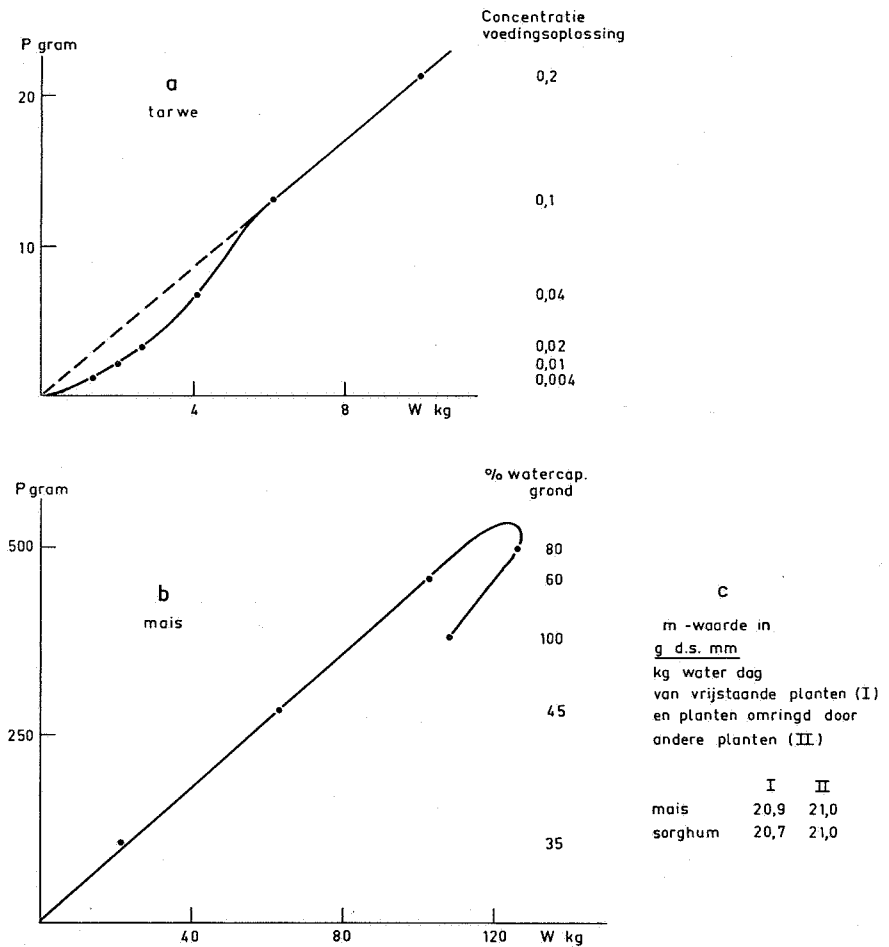 Concentratie
voedingsoplossing
P gram
a
tarwe
20
10
4
8
W kg
0,2
0,1
0,04
0,02
0,01
0,004
% watercap.
grond
P gram
b
mais
500
250
40
80
120
W kg
80
60
100
45
35
c
m -waarde in
g d.s. mm
kg water dag
van vrijstaande planten (I)
en planten omringd door
andere planten (II)
I II
mais 20,9 21,0
sorghum 20,7 21,0